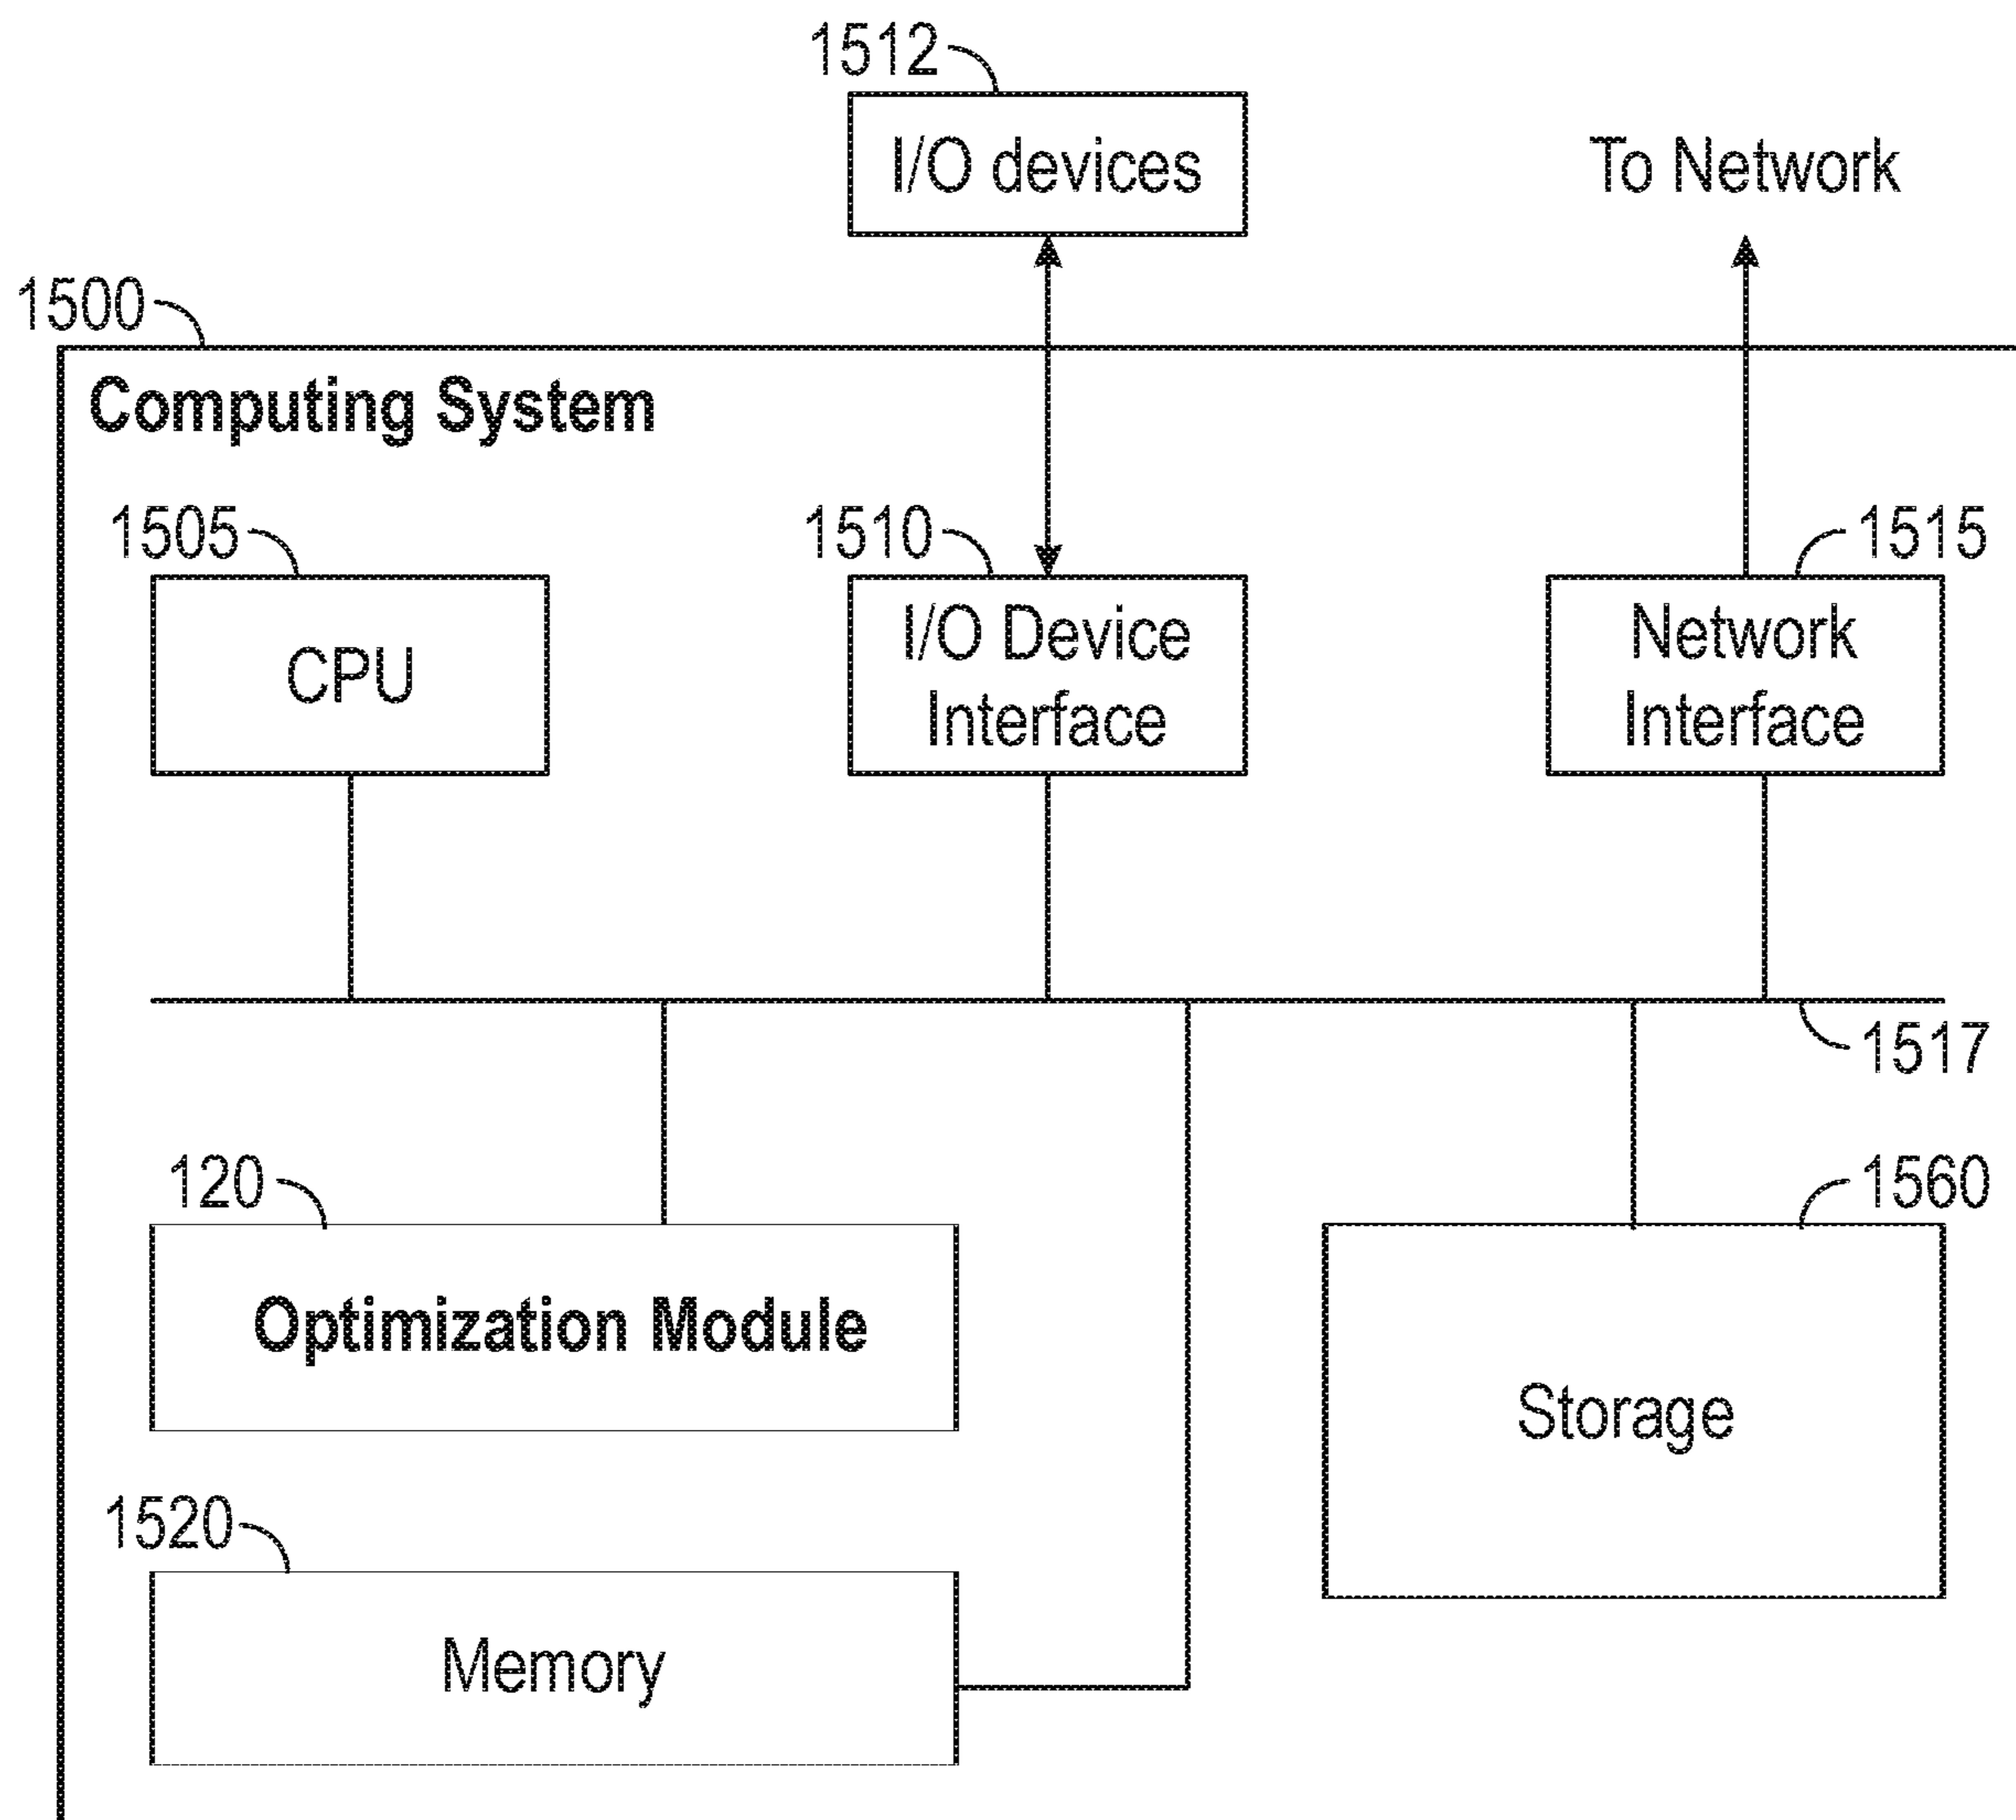 1512
I/O devices
To Network
1500
Computing System
1505
1510
1515
CPU
I/O Device
Interface
Network
Interface
1517
120
1560
Optimization Module
Storage
1520
Memory